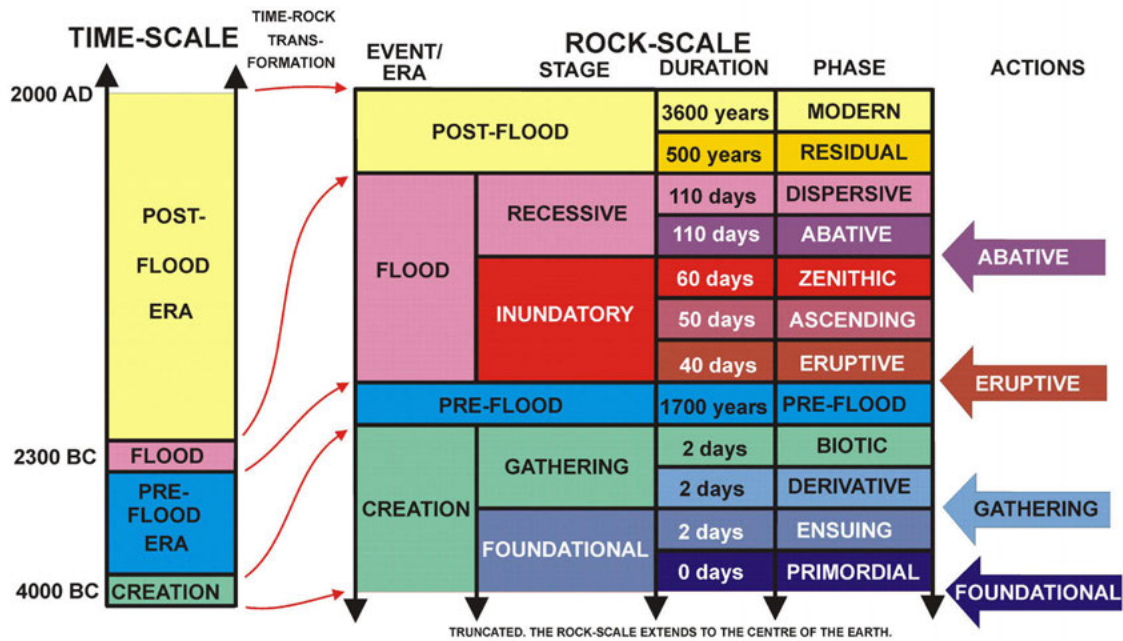 TIME-SCALE
2000 AD
POST-
FLOOD
ERA
2300 BC
FLOOD
PRE-
FLOOD
ERA
4000 BC
CREATION
TIME-ROCK
TRANS-
FORMATION
ROCK-SCALE
EVENT/
ERA
STAGE
DURATION
PHASE
ACTIONS
POST-FLOOD
3600 years
MODERN
500 years
RESIDUAL
FLOOD
RECESSIVE
110 days
DISPERSIVE
110 days
ABATIVE
INUNDATORY
60 days
ZENITHIC
50 days
ASCENDING
40 days
ERUPTIVE
PRE-FLOOD
1700 years
PRE-FLOOD
CREATION
GATHERING
2 days
BIOTIC
2 days
DERIVATIVE
FOUNDATIONAL
2 days
ENSUING
0 days
PRIMORDIAL
ABATIVE
ERUPTIVE
GATHERING
FOUNDATIONAL
TRUNCATED. THE ROCK-SCALE EXTENDS TO THE CENTRE OF THE EARTH.